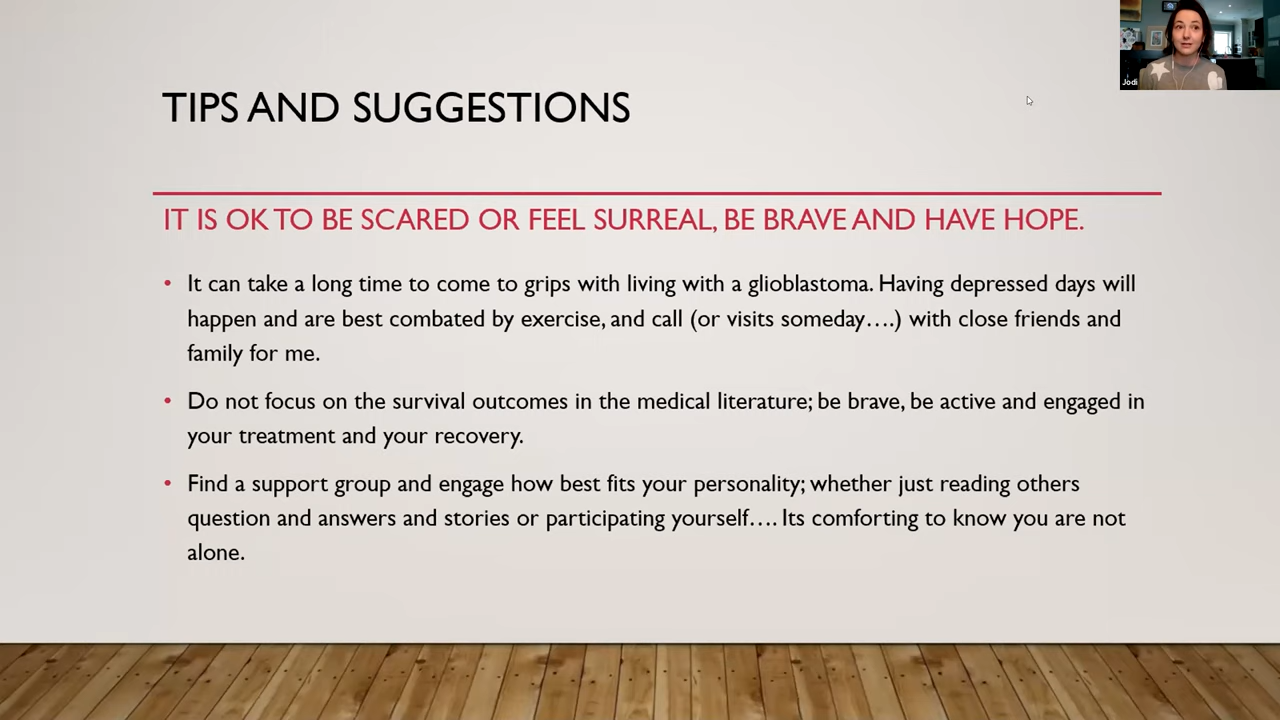 TIPS AND SUGGESTIONS
IT IS OK TO BE SCARED OR FEEL SURREAL, BE BRAVE AND HAVE HOPE.
• It can take a long time to come to grips with living with a glioblastoma. Having depressed days will
happen and are best combated by exercise, and call (or visits someday….) with close friends and
family for me.
• Do not focus on the survival outcomes in the medical literature; be brave, be active and engaged in
your treatment and your recovery.
• Find a support group and engage how best fits your personality; whether just reading others
question and answers and stories or participating yourself…. Its comforting to know you are not
alone.
Jodi